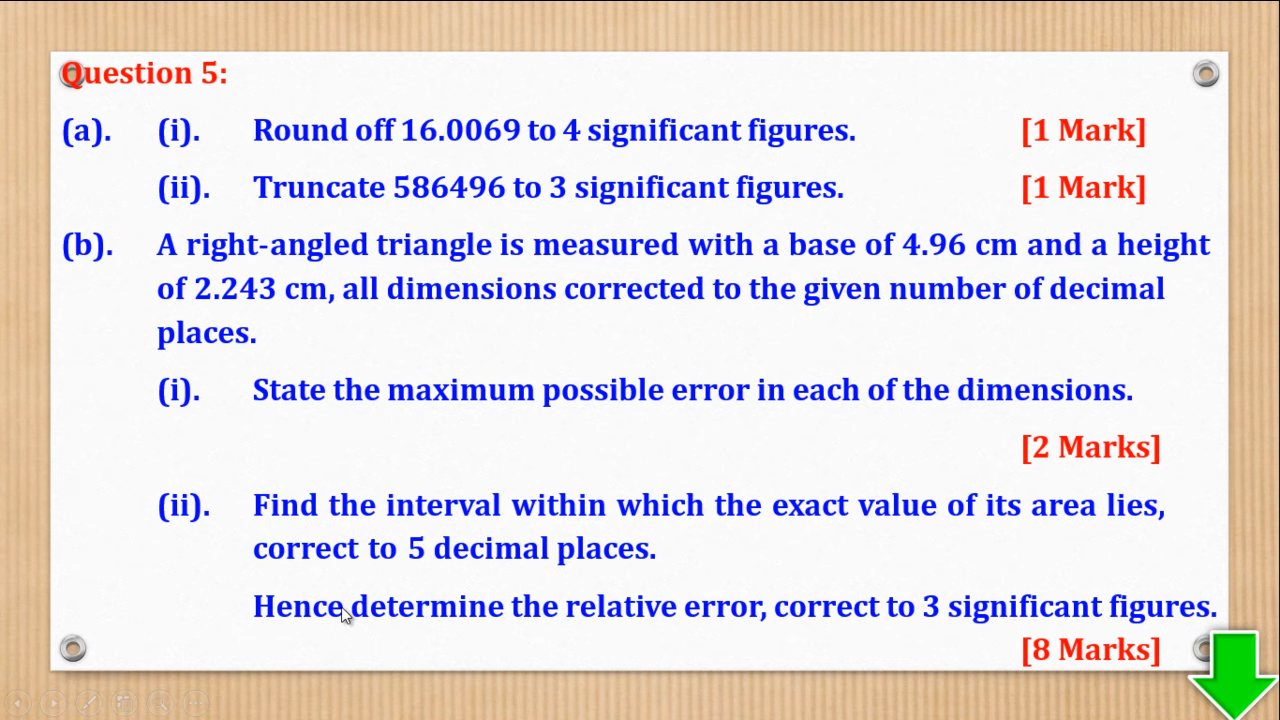 Question 5:
(a). (i). Round off 16.0069 to 4 significant figures. [1 Mark]
(ii). Truncate 586496 to 3 significant figures. [1 Mark]
(b). A right-angled triangle is measured with a base of 4.96 cm and a height
of 2.243 cm, all dimensions corrected to the given number of decimal
places.
(i). State the maximum possible error in each of the dimensions.
[2 Marks]
(ii). Find the interval within which the exact value of its area lies,
correct to 5 decimal places.
Hence determine the relative error, correct to 3 significant figures.
[8 Marks]